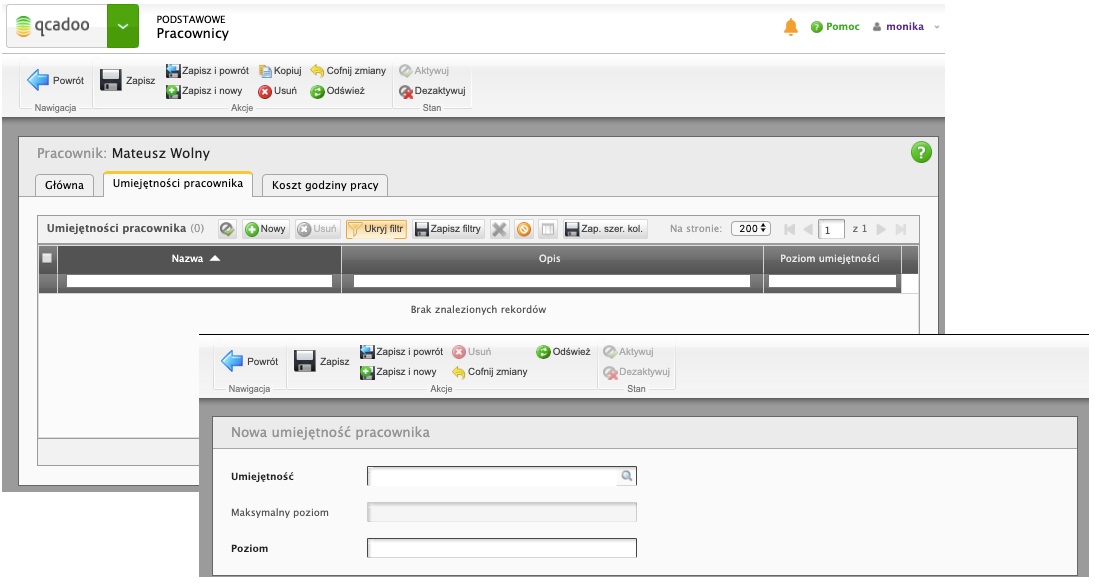 qcadoo
PODSTAWOWE
Pracownicy
Pomoc monika
Powrót Zapisz Zapisz i powrót Kopiuj Cofnij zmiany Aktywuj
Zapisz i nowy Usuń Odśwież Dezaktywuj
Nawigacja Akcje Stan
Pracownik: Mateusz Wolny
?
Główna Umiejętności pracownika Koszt godziny pracy
Umiejętności pracownika (0) Nowy Usuń Ukryj filtr Zapisz filtry Zap. szer. kol. Na stronie: 200 1 z 1
Nazwa Opis Poziom umiejętności
Brak znalezionych rekordów
Powrót Zapisz Zapisz i powrót Usuń Odśwież Aktywuj
Zapisz i nowy Cofnij zmiany Dezaktywuj
Nawigacja Akcje Stan
Nowa umiejętność pracownika
Umiejętność
Maksymalny poziom
Poziom